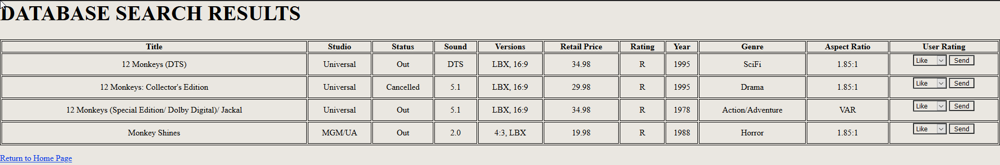 DATABASE SEARCH RESULTS
Title Studio Status Sound Versions Retail Price Rating Year Genre Aspect Ratio User Rating
12 Monkeys (DTS) Universal Out DTS LBX, 16:9 34.98 R 1995 SciFi 1.85:1 Like Send
12 Monkeys: Collector's Edition Universal Cancelled 5.1 LBX, 16:9 29.98 R 1995 Drama 1.85:1 Like Send
12 Monkeys (Special Edition/ Dolby Digital)/ Jackal Universal Out 5.1 LBX, 16:9 34.98 R 1978 Action/Adventure VAR Like Send
Monkey Shines MGM/UA Out 2.0 4:3, LBX 19.98 R 1988 Horror 1.85:1 Like Send
Return to Home Page